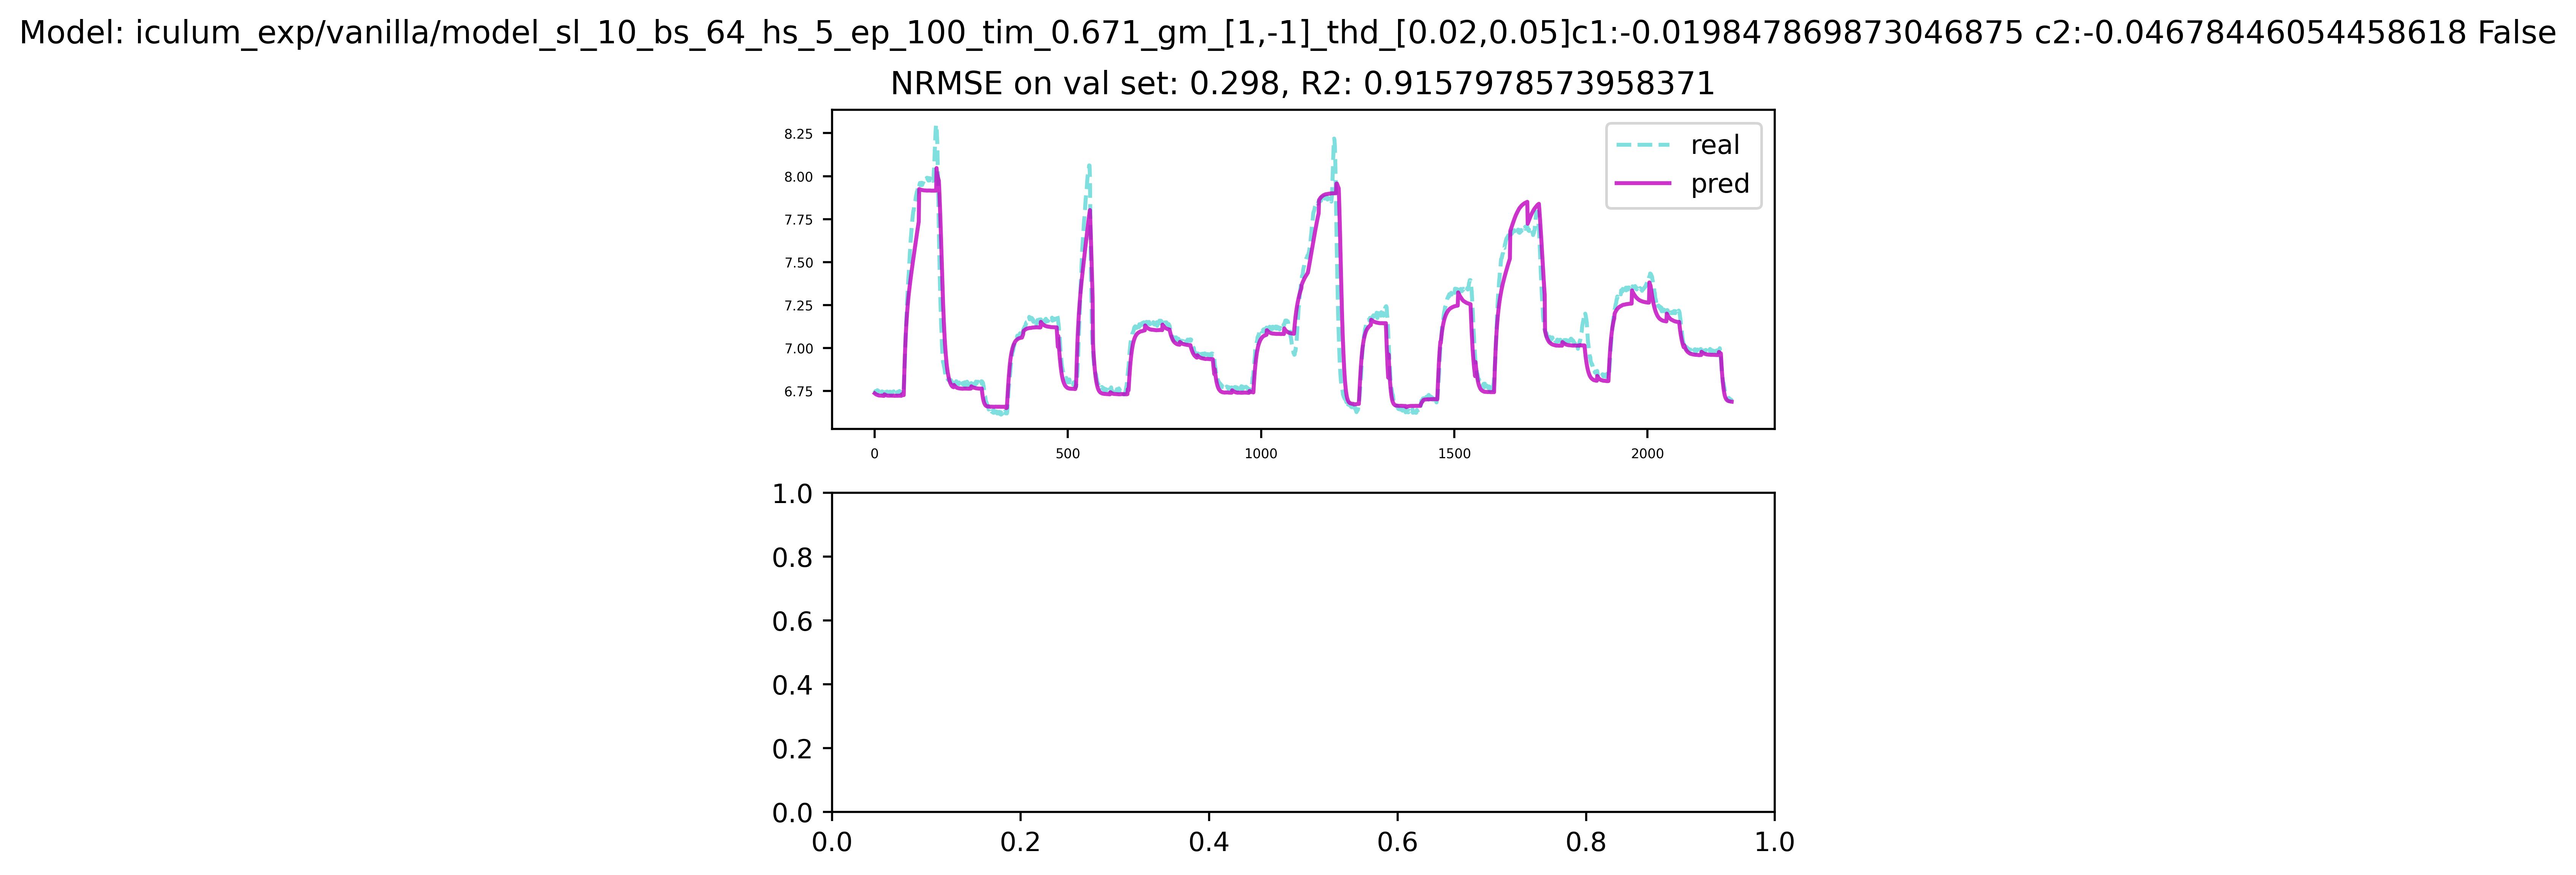 Model: iculum_exp/vanilla/model_sl_10_bs_64_hs_5_ep_100_tim_0.671_gm_[1,-1]_thd_[0.02,0.05]c1:-0.019847869873046875 c2:-0.04678446054458618 False
NRMSE on val set: 0.298, R2: 0.9157978573958371
8.25
8.00
7.75
7.50
7.25
7.00
6.75
real
pred
0 500 1000 1500 2000
1.0
0.8
0.6
0.4
0.2
0.0
0.0 0.2 0.4 0.6 0.8 1.0